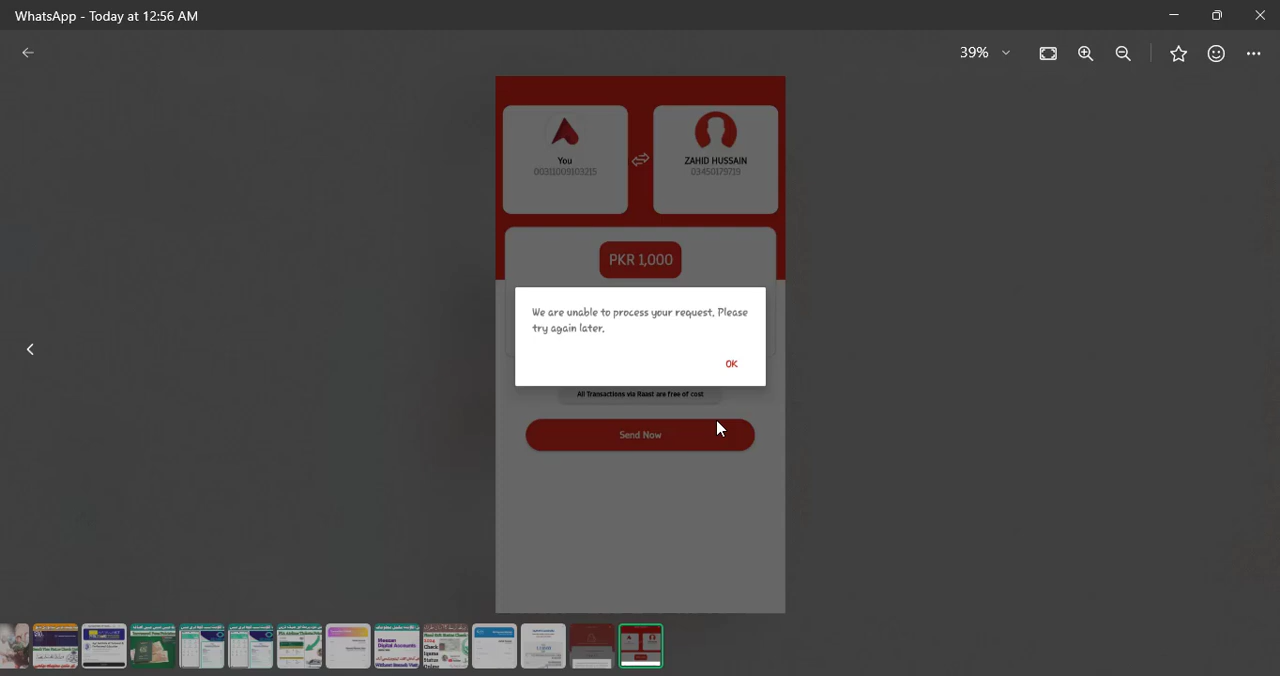 WhatsApp - Today at 12:56 AM
39%
You
00311009103215
ZAHID HUSSAIN
03450179719
PKR 1,000
We are unable to process your request. Please
try again later.
OK
All Transactions via Raast are free of cost
Send Now